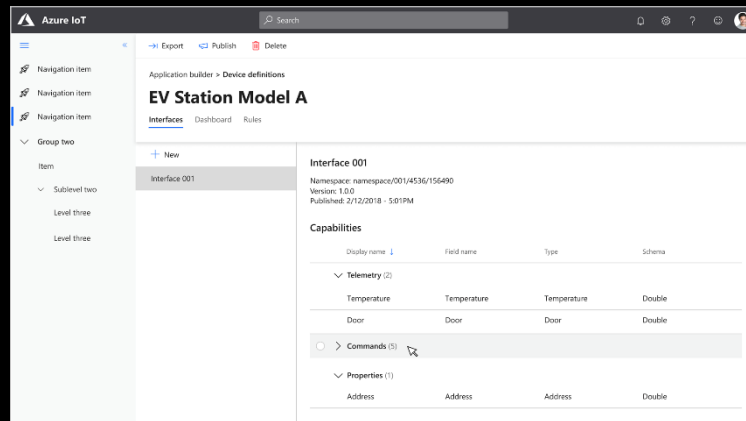 Azure IoT
Search
Export Publish Delete
Navigation item
Navigation item
Navigation item
Group two
Item
Sublevel two
Level three
Level three
Application builder > Device definitions
EV Station Model A
Interfaces Dashboard Rules
New
Interface 001
Interface 001
Namespace: namespace/001/4536/156490
Version: 1.0.0
Published: 2/12/2018 - 5:01PM
Capabilities
Display name ↓ Field name Type Schema
Telemetry (2)
Temperature Temperature Temperature Double
Door Door Door Double
Commands (5)
Properties (1)
Address Address Address Double